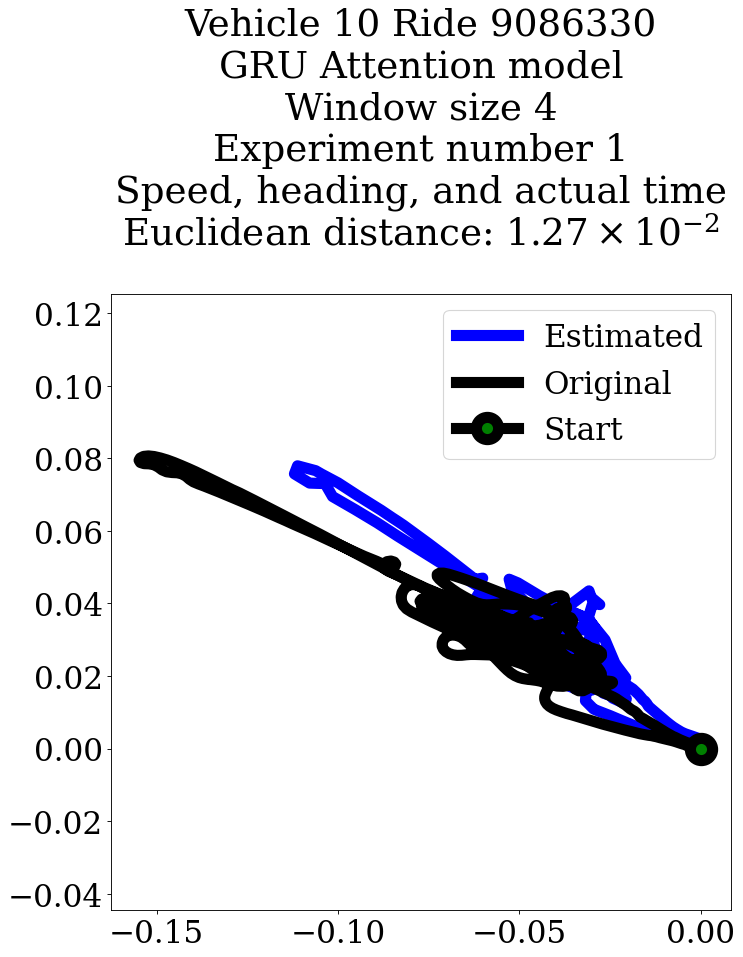 Vehicle 10 Ride 9086330
GRU Attention model
Window size 4
Experiment number 1
Speed, heading, and actual time
Euclidean distance: 1.27 × 10⁻²
Estimated
Original
Start
0.12
0.10
0.08
0.06
0.04
0.02
0.00
−0.02
−0.04
−0.15
−0.10
−0.05
0.00